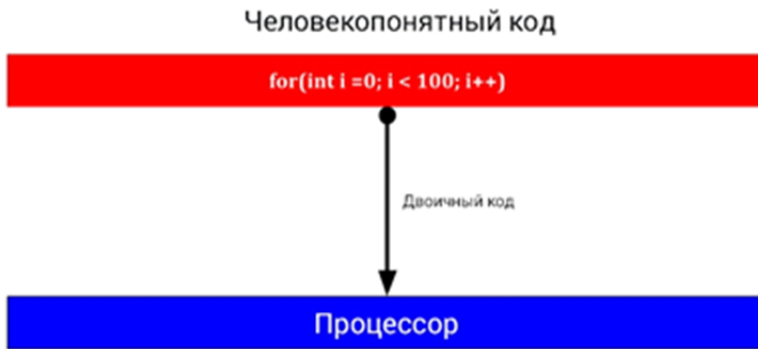 Человекопонятный код
for(int i =0; i < 100; i++)
Двоичный код
Процессор